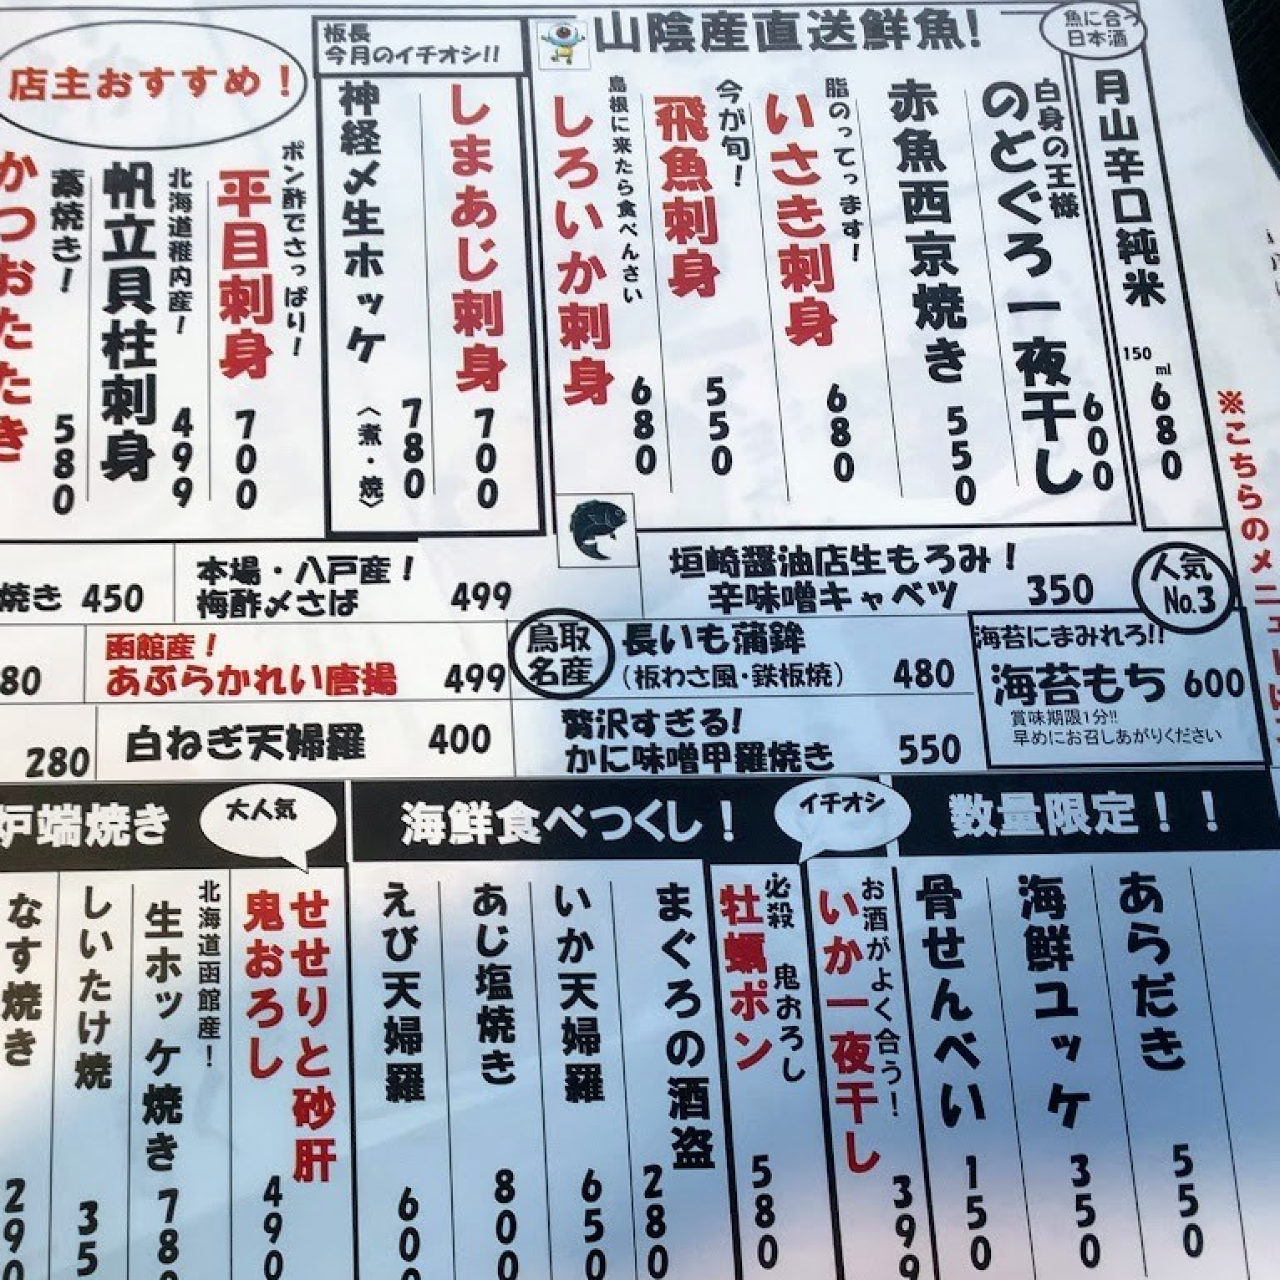 魚に合う
日本酒
月山辛口純米
150ml
680
山陰産直送鮮魚!
白身の王様
のどぐろ一夜干し
600
赤魚西京焼き
550
脂のってっます!
いさき刺身
680
今が旬!
飛魚刺身
550
島根に来たら食べんさい
しろいか刺身
680
板長
今月のイチオシ!!
しまあじ刺身
700
神経〆生ホッケ
〈煮・焼〉
780
店主おすすめ!
ポン酢でさっぱり!
平目刺身
700
北海道稚内産!
帆立貝柱刺身
499
藁焼き!
かつおたたき
580
※こちらのメニューは
垣崎醤油店生もろみ!
辛味噌キャベツ
350
人気
No.3
本場・八戸産!
梅酢〆さば
499
焼き 450
海苔にまみれろ!!
海苔もち 600
賞味期限1分!!
早めにお召しあがりください
鳥取
名産
長いも蒲鉾
(板わさ風・鉄板焼)
480
函館産!
あぶらかれい唐揚
499
80
贅沢すぎる!
かに味噌甲羅焼き
550
白ねぎ天婦羅
400
280
数量限定!!
あらだき
550
海鮮ユッケ
350
骨せんべい
150
イチオシ
海鮮食べつくし!
お酒がよく合う!
いか一夜干し
399
必殺 鬼おろし
牡蠣ポン
580
まぐろの酒盗
280
いか天婦羅
650
あじ塩焼き
800
えび天婦羅
600
大人気
炉端焼き
せせりと砂肝
鬼おろし
490
北海道函館産!
生ホッケ焼き
780
しいたけ焼
35
なす焼き
290